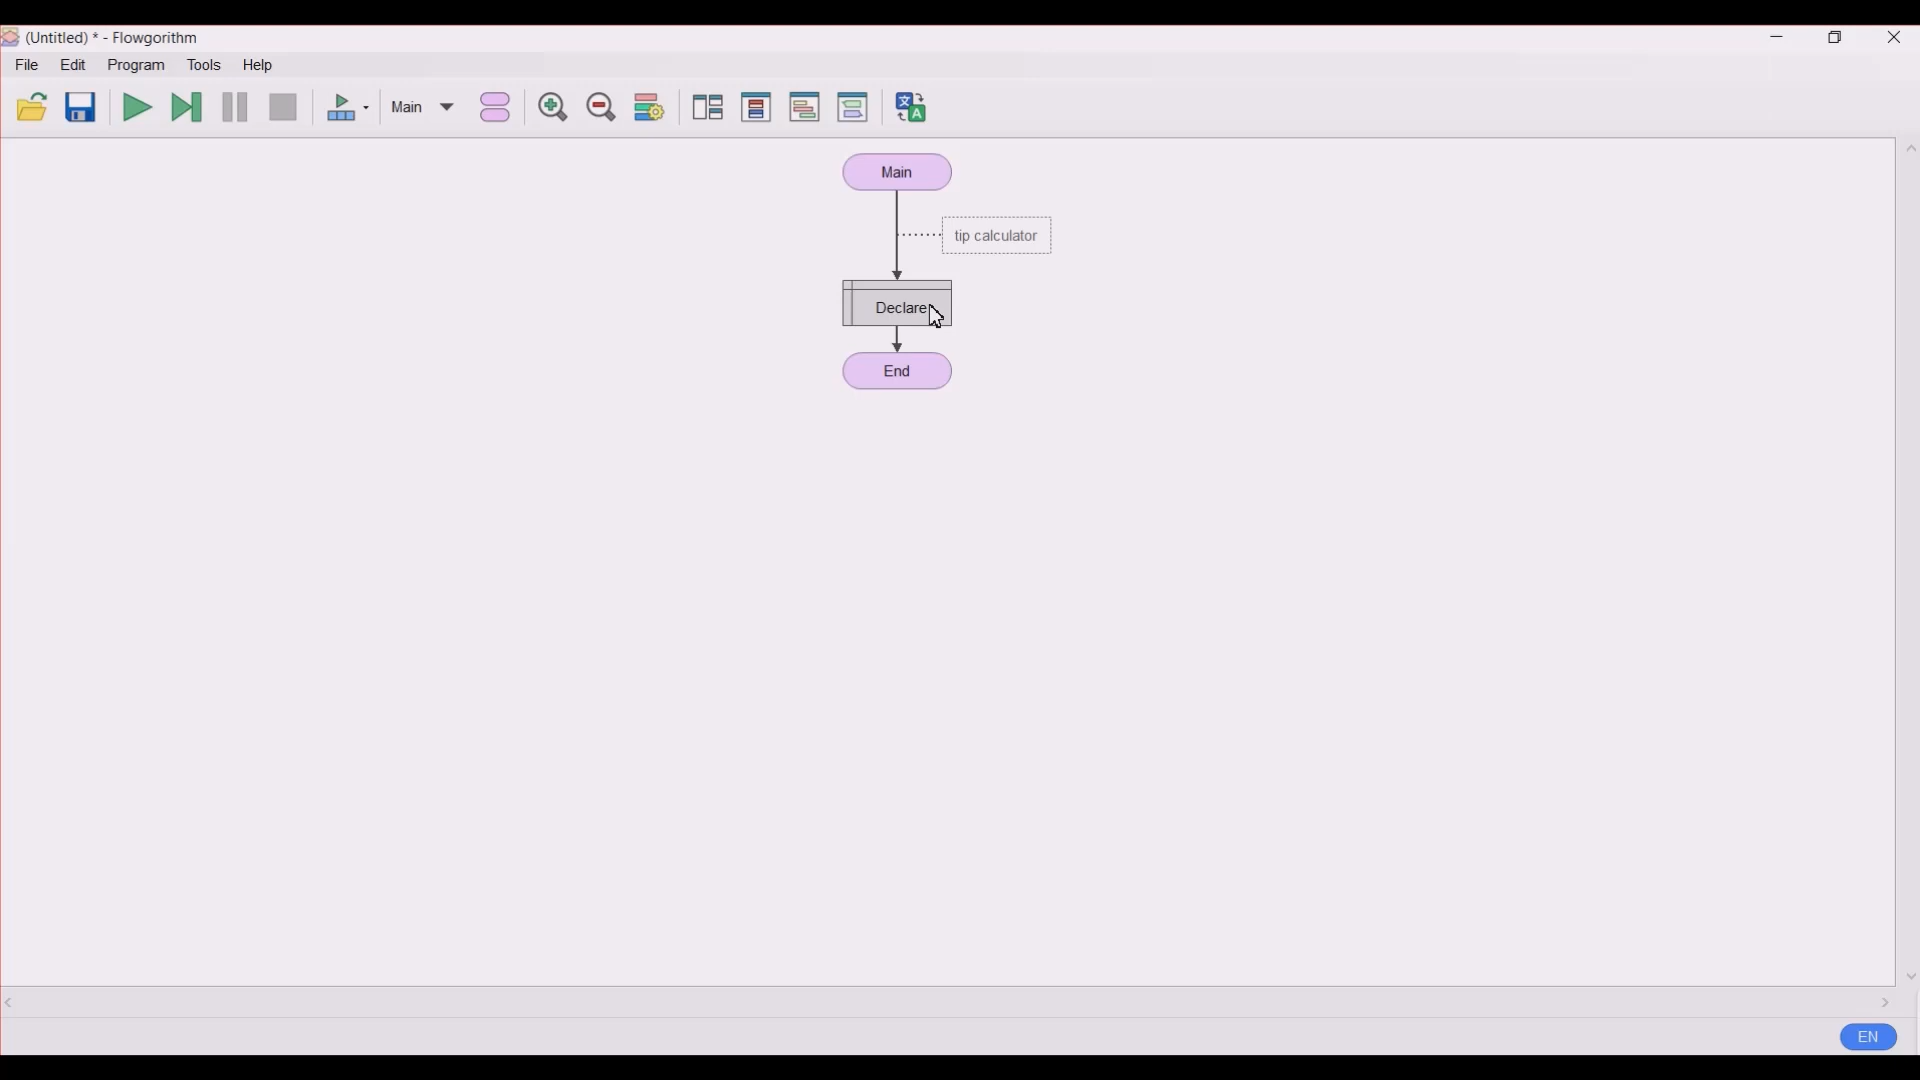 (Untitled) * - Flowgorithm
File Edit Program Tools Help
Main
Main
tip calculator
Declare
End
EN